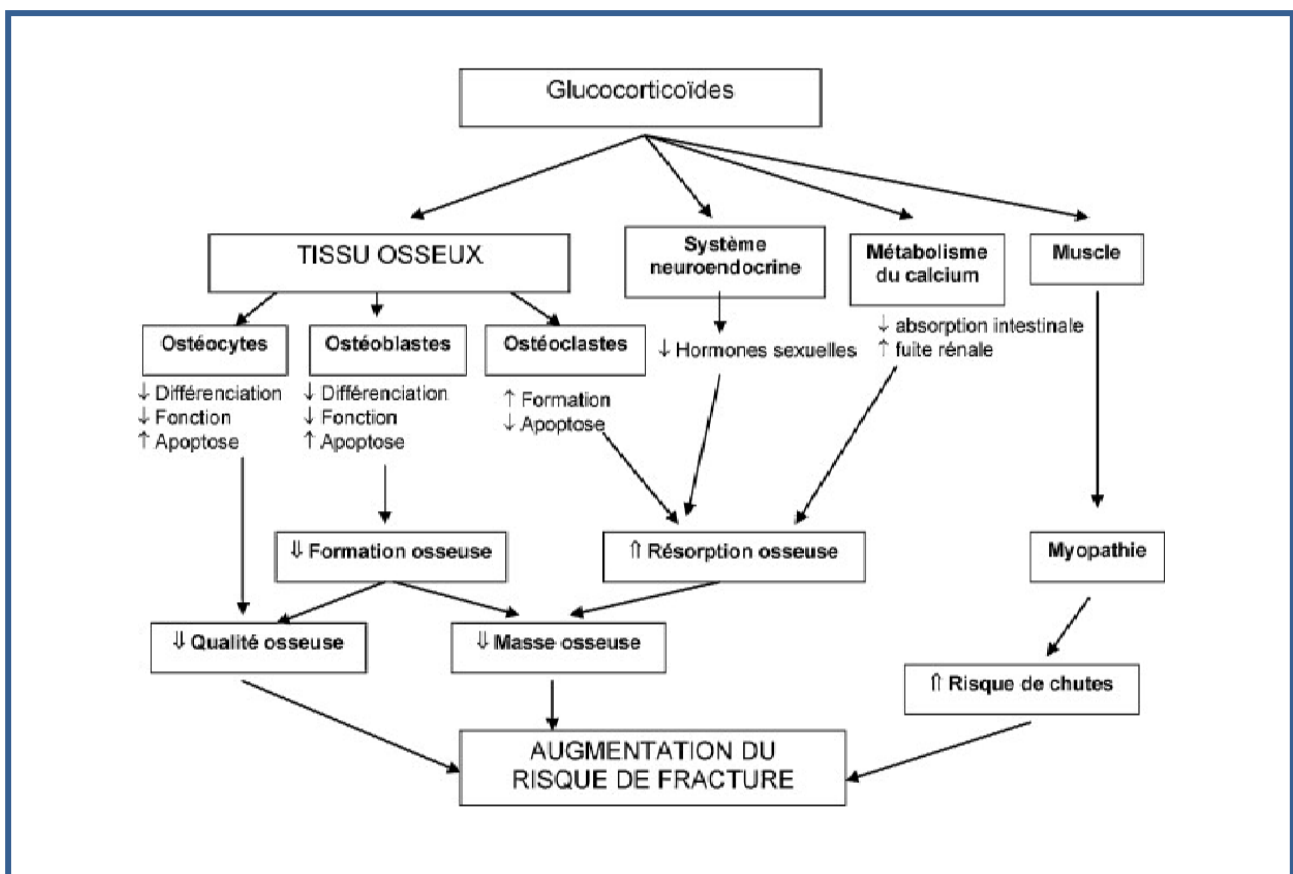 Glucocorticoïdes
TISSU OSSEUX
Système
neuroendocrine
Métabolisme
du calcium
Muscle
Ostéocytes
Ostéoblastes
Ostéoclastes
↓ Hormones sexuelles
↓ absorption intestinale
↑ fuite rénale
↓ Différenciation
↓ Fonction
↑ Apoptose
↓ Différenciation
↓ Fonction
↑ Apoptose
↑ Formation
↓ Apoptose
⇓ Formation osseuse
⇑ Résorption osseuse
Myopathie
⇓ Qualité osseuse
⇓ Masse osseuse
⇑ Risque de chutes
AUGMENTATION DU
RISQUE DE FRACTURE